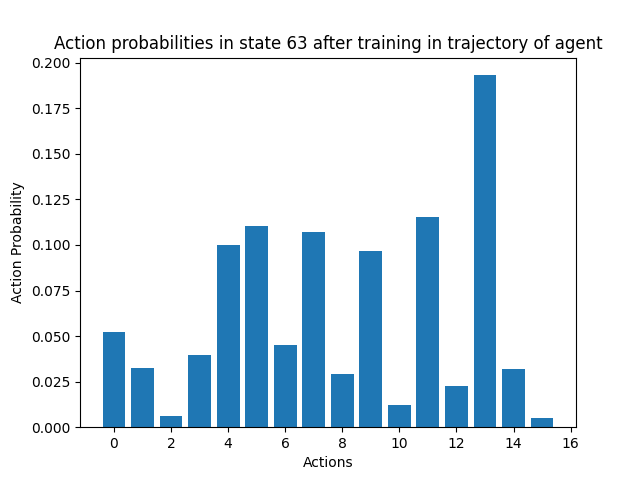 Action probabilities in state 63 after training in trajectory of agent
0.200
0.175
0.150
0.125
0.100
0.075
0.050
0.025
0.000
Action Probability
0 2 4 6 8 10 12 14 16
Actions